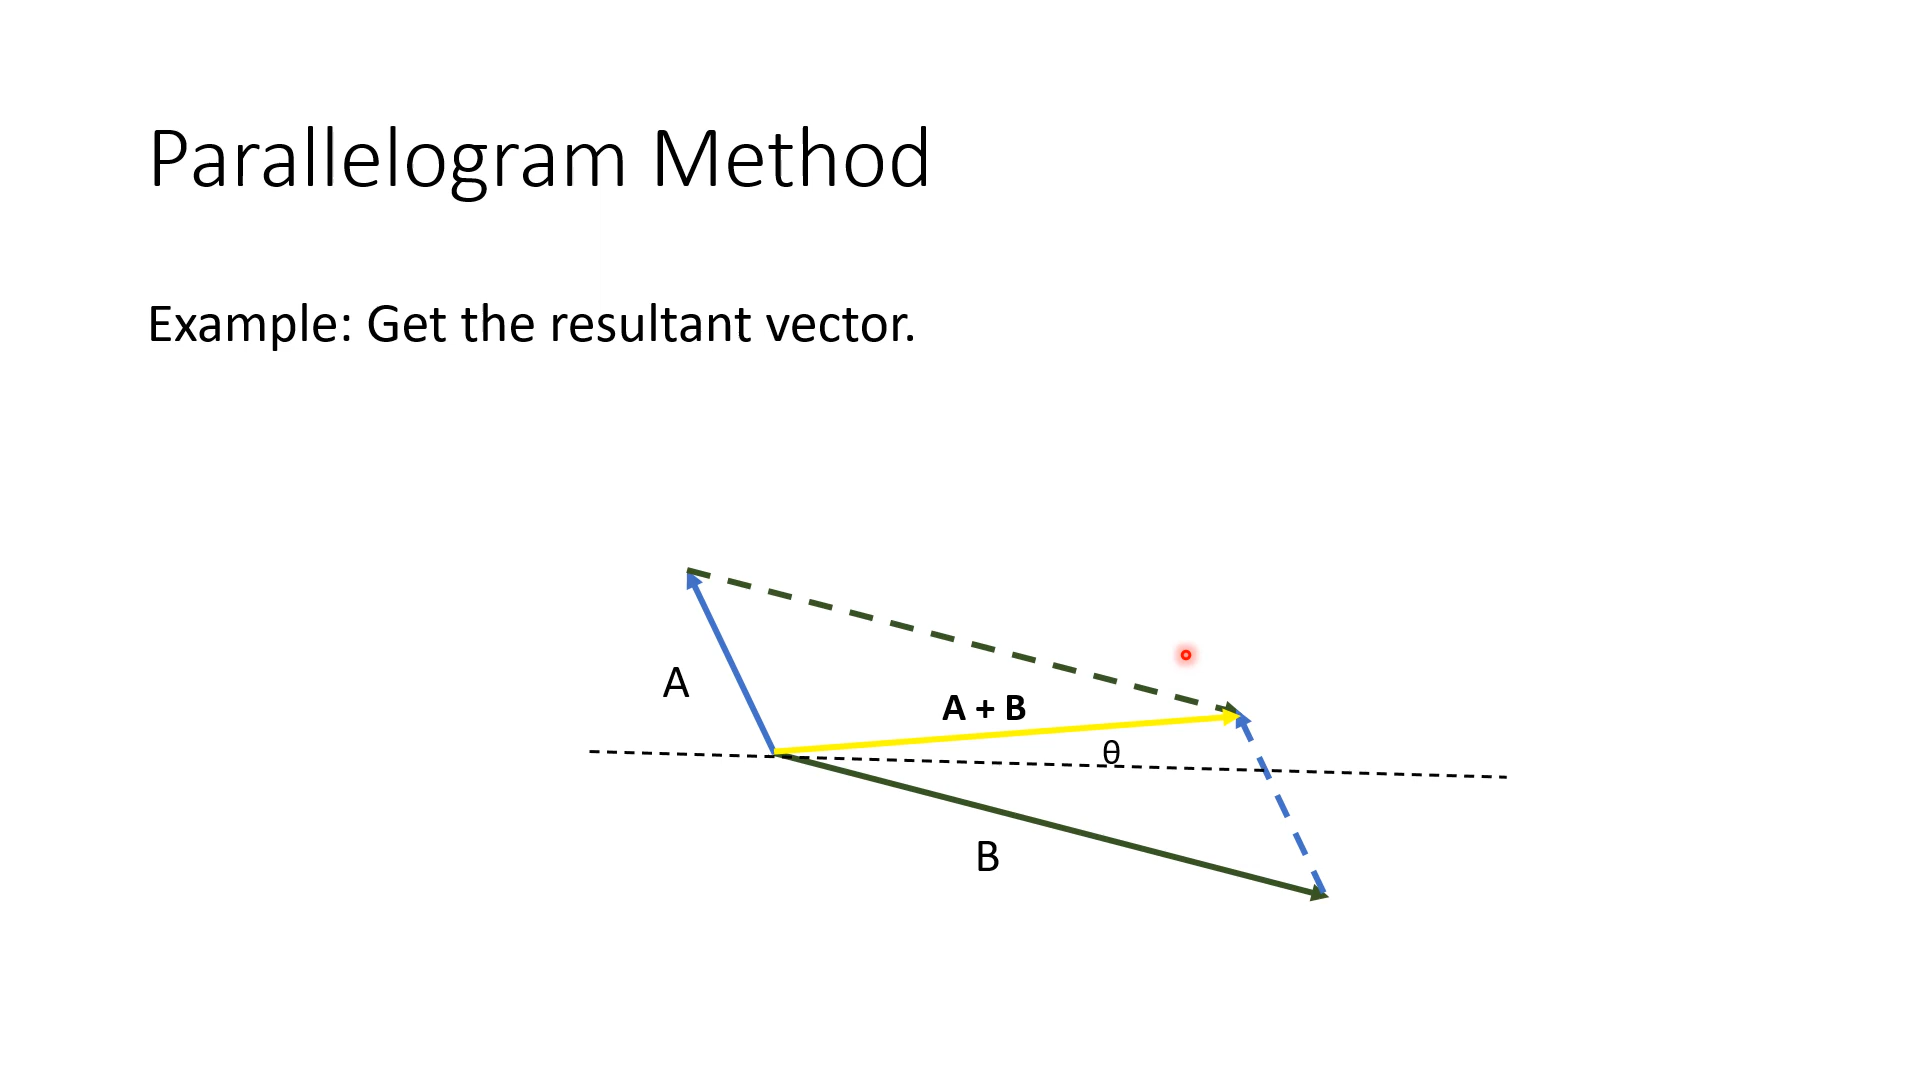 Parallelogram Method
Example: Get the resultant vector.
A
A + B
θ
B